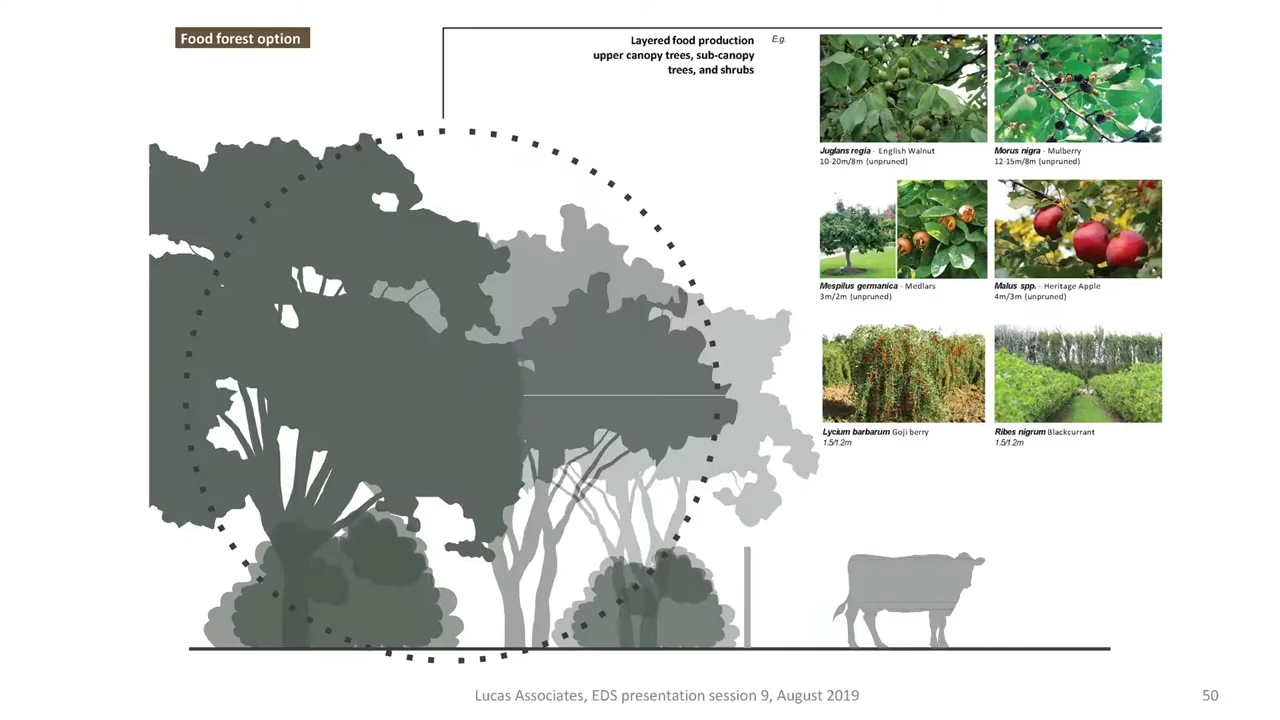 Food forest option
Layered food production
upper canopy trees, sub-canopy
trees, and shrubs
E.g.
Juglans regia - English Walnut
10-20m/8m (unpruned)
Morus nigra - Mulberry
12-15m/8m (unpruned)
Mespilus germanica - Medlars
3m/2m (unpruned)
Malus spp. - Heritage Apple
4m/3m (unpruned)
Lycium barbarum Goji berry
1.5/1.2m
Ribes nigrum Blackcurrant
1.5/1.2m
Lucas Associates, EDS presentation session 9, August 2019
50